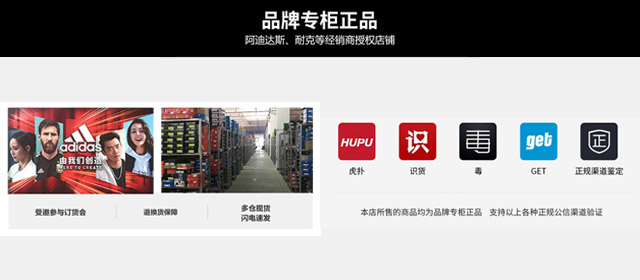 品牌专柜正品
阿迪达斯、耐克等经销商授权店铺
adidas
由我们创造
HERE TO CREATE
受邀参与订货会
退换货保障
多仓现货
闪电速发
HUPU
识
毒
get
正
虎扑
识货
毒
GET
正规渠道鉴定
本店所售的商品均为品牌专柜正品 支持以上各种正规公信渠道验证